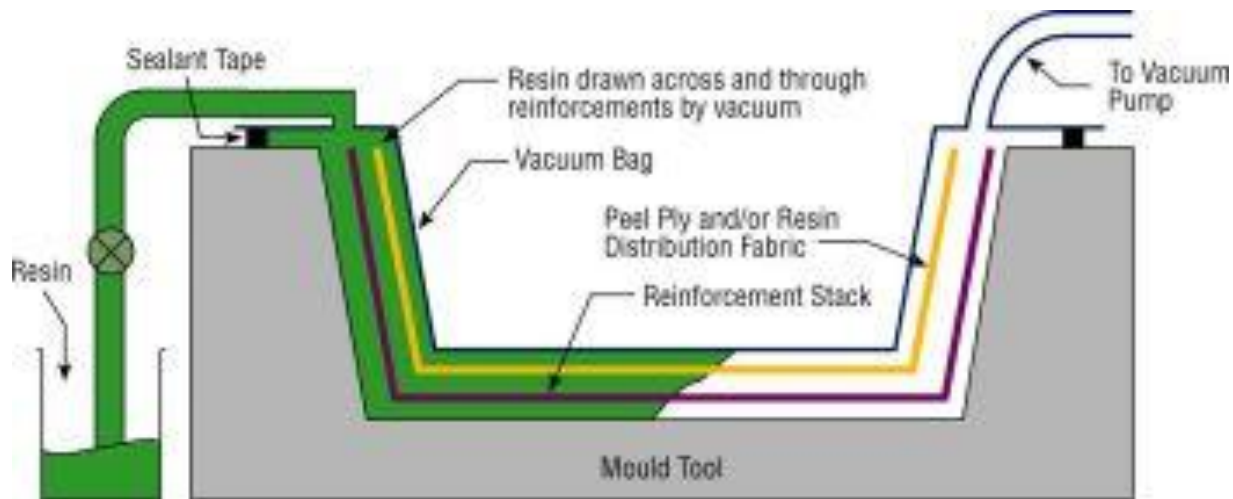 Sealant Tape
Resin drawn across and through
reinforcements by vacuum
To Vacuum
Pump
Vacuum Bag
Peel Ply and/or Resin
Distribution Fabric
Resin
Reinforcement Stack
Mould Tool